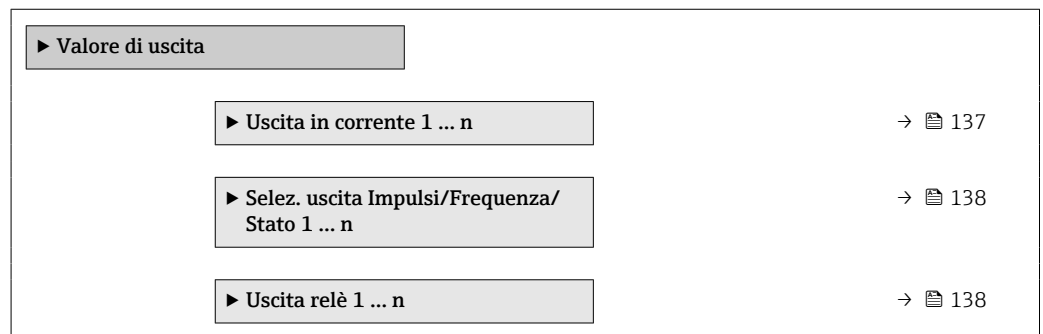 ▶ Valore di uscita
▶ Uscita in corrente 1 … n → 137
▶ Selez. uscita Impulsi/Frequenza/ → 138
Stato 1 … n
▶ Uscita relè 1 … n → 138